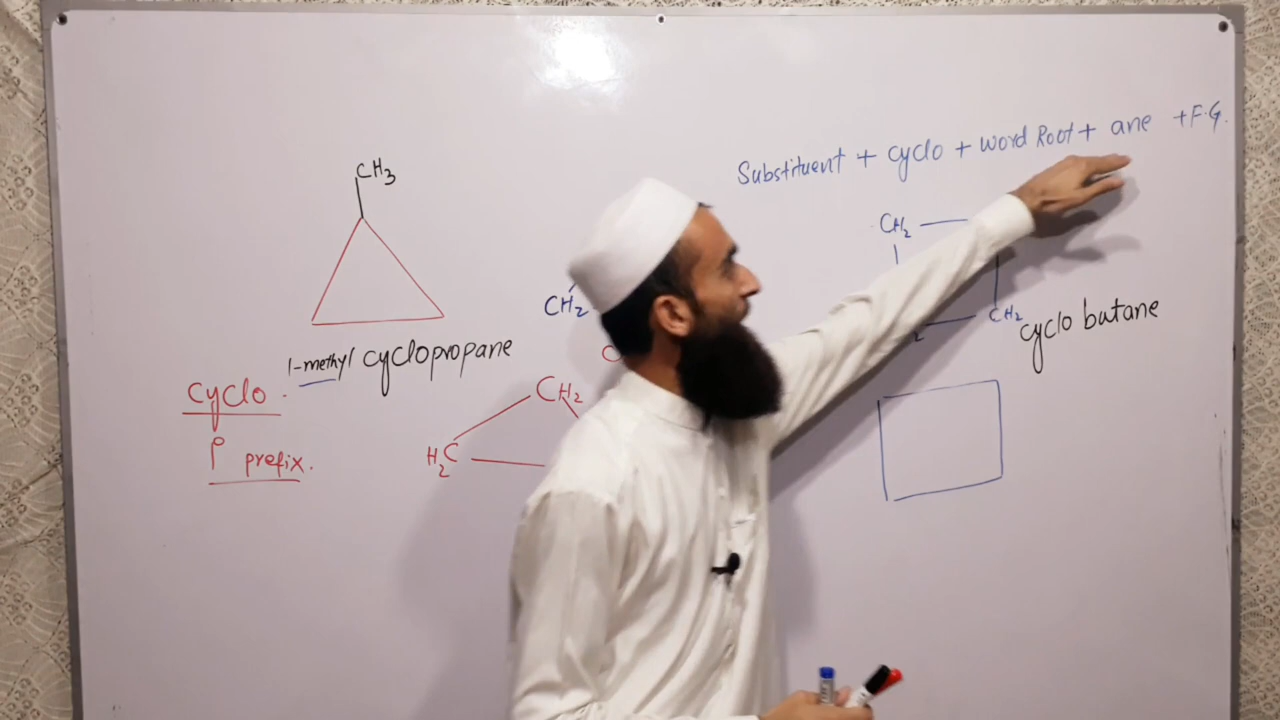 Substituent + cyclo + word Root + ane + F.G.
CH3
1-methyl cyclopropane
cyclo.
P prefix.
CH2
CH2
H2C
CH2
CH2
cyclo butane